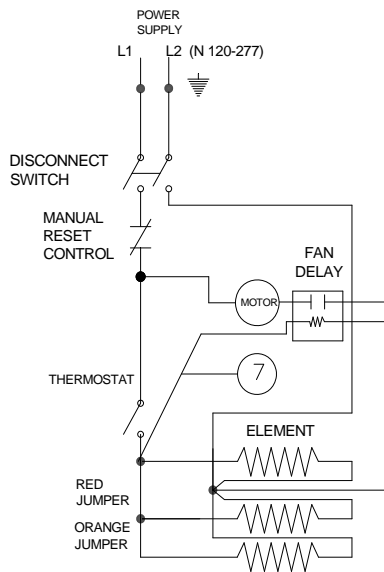 POWER
SUPPLY
L1 L2 (N 120-277)
DISCONNECT
SWITCH
MANUAL
RESET
CONTROL
FAN
DELAY
MOTOR
THERMOSTAT
7
ELEMENT
RED
JUMPER
ORANGE
JUMPER